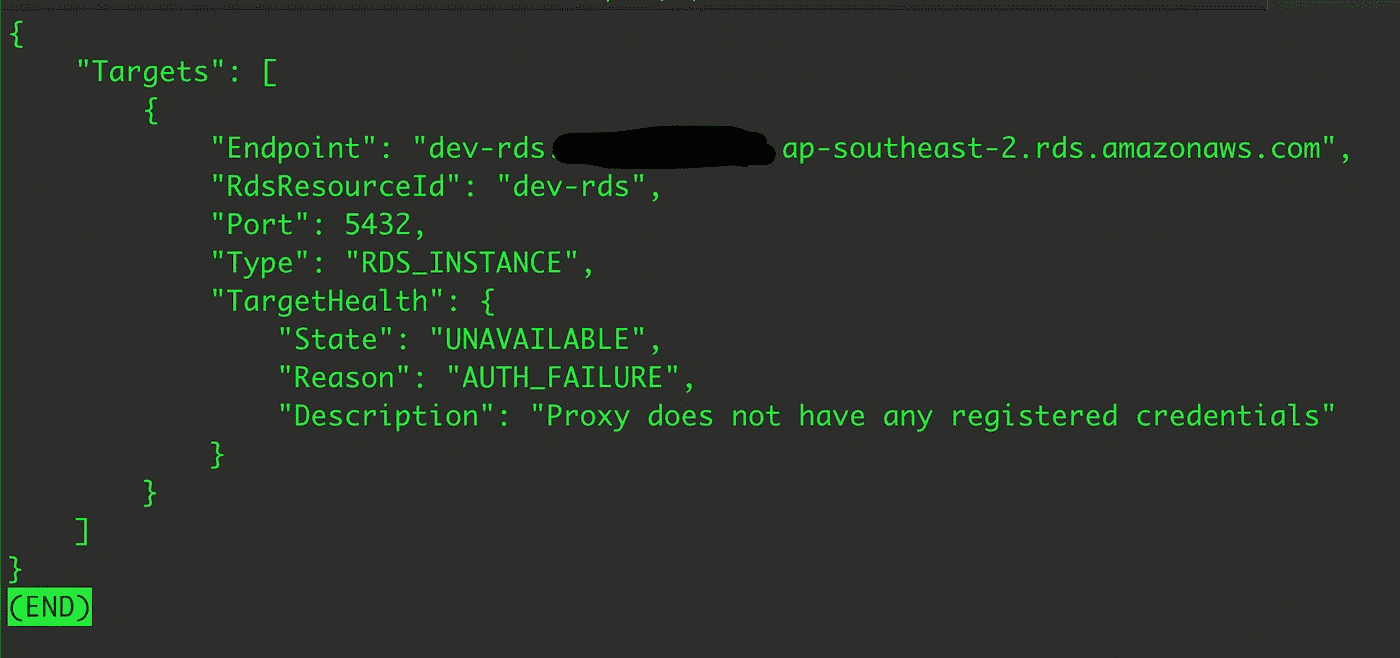 {
"Targets": [
{
"Endpoint": "dev-rds. ap-southeast-2.rds.amazonaws.com",
"RdsResourceId": "dev-rds",
"Port": 5432,
"Type": "RDS_INSTANCE",
"TargetHealth": {
"State": "UNAVAILABLE",
"Reason": "AUTH_FAILURE",
"Description": "Proxy does not have any registered credentials"
}
}
]
}
(END)